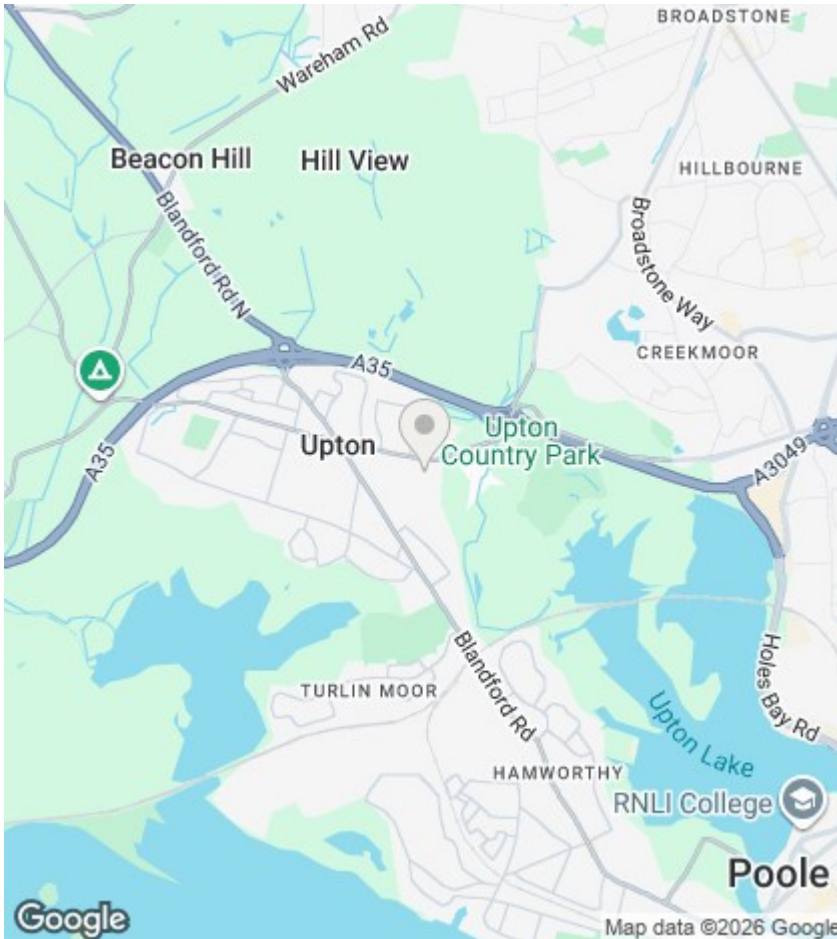 BROADSTONE
Wareham Rd
Beacon Hill
Hill View
HILLBOURNE
Blandford Rd N
Broadstone Way
CREEKMOOR
A35
Upton
Upton
Country Park
A3049
A35
Blandford Rd
TURLIN MOOR
Holes Bay Rd
Upton Lake
HAMWORTHY
RNLI College
Poole
Google
Map data ©2026 Google